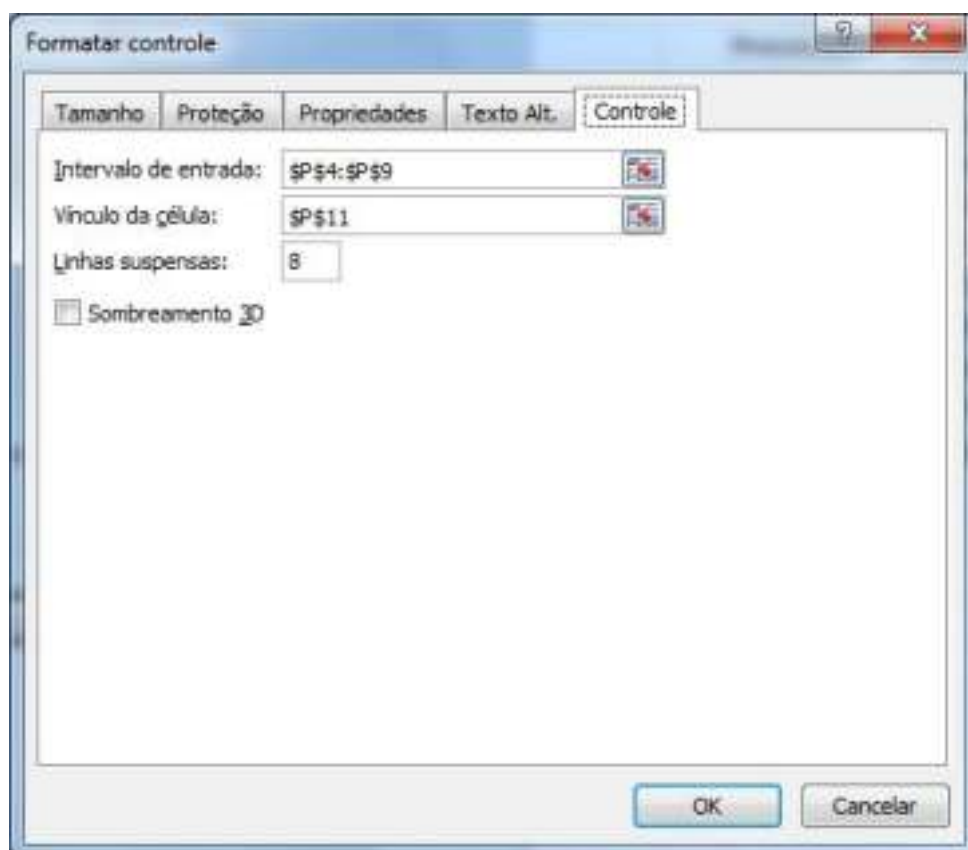 Formatar controle
Tamanho Proteção Propriedades Texto Alt. Controle
Intervalo de entrada: $P$4:$P$9
Vínculo da célula: $P$11
Linhas suspensas: 8
Sombreamento 3D
OK Cancelar